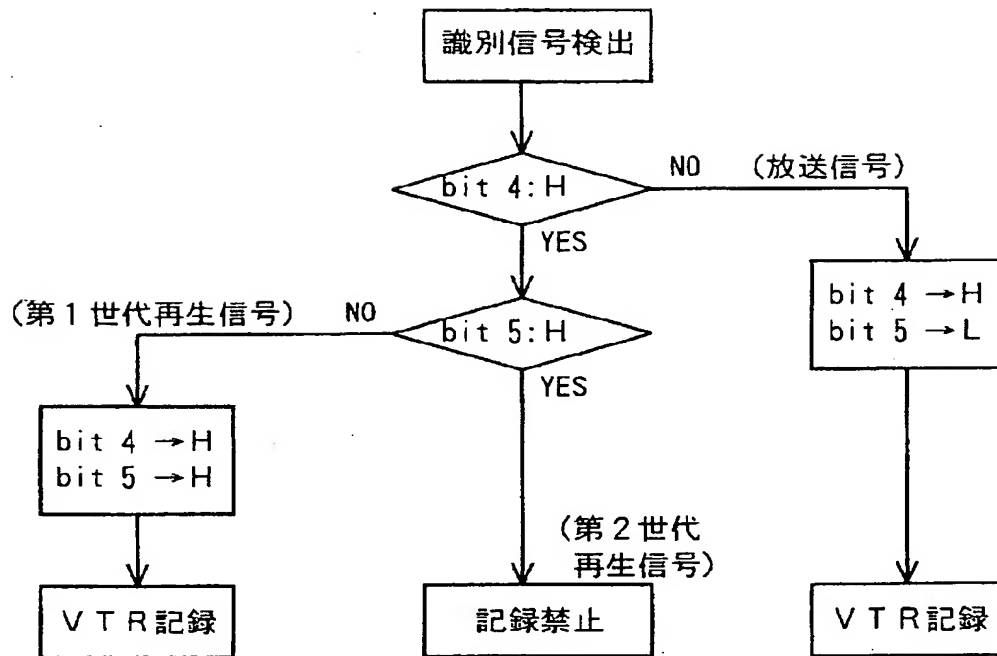 識別信号検出
bit 4:H
NO (放送信号)
YES
bit 4 →H
bit 5 →L
(第1世代再生信号) NO
bit 5:H
YES
bit 4 →H
bit 5 →H
(第2世代
再生信号)
VTR記録
記録禁止
VTR記録